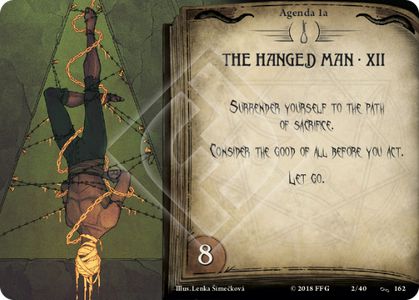 Agenda 1a
THE HANGED MAN · XII
SURRENDER YOURSELF TO THE PATH
OF SACRIFICE.
CONSIDER THE GOOD OF ALL BEFORE YOU ACT.
LET GO.
8
Illus. Lenka Šimečková
© 2018 FFG
2/40
162